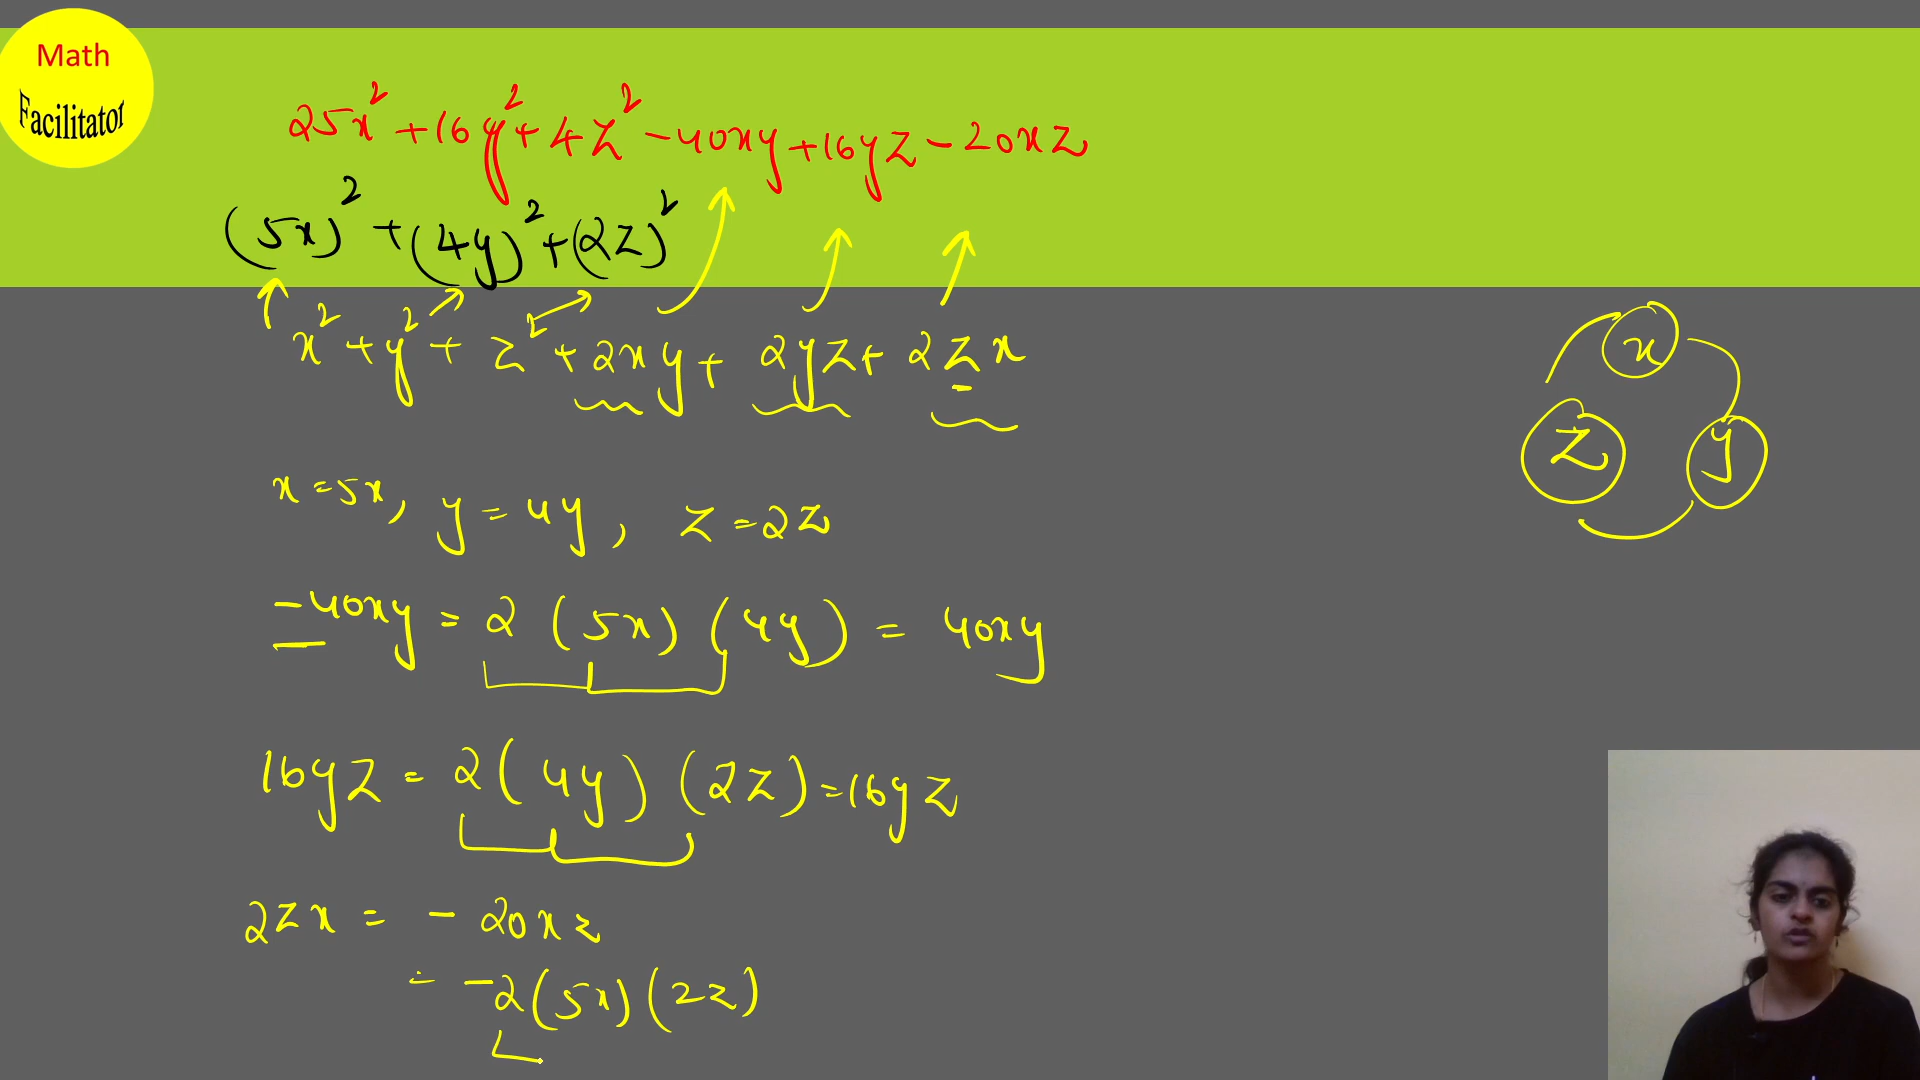 Math
Facilitator
25x² + 16y² + 4z² - 40xy + 16yz - 20xz
(5x)² + (4y)² + (2z)²
x² + y² + z² + 2xy + 2yz + 2zx
x
z
y
x = 5x, y = 4y, z = 2z
-40xy = 2 (5x) (4y) = 40xy
16yz = 2 (4y) (2z) = 16yz
2zx = - 20xz
= -2 (5x) (2z)